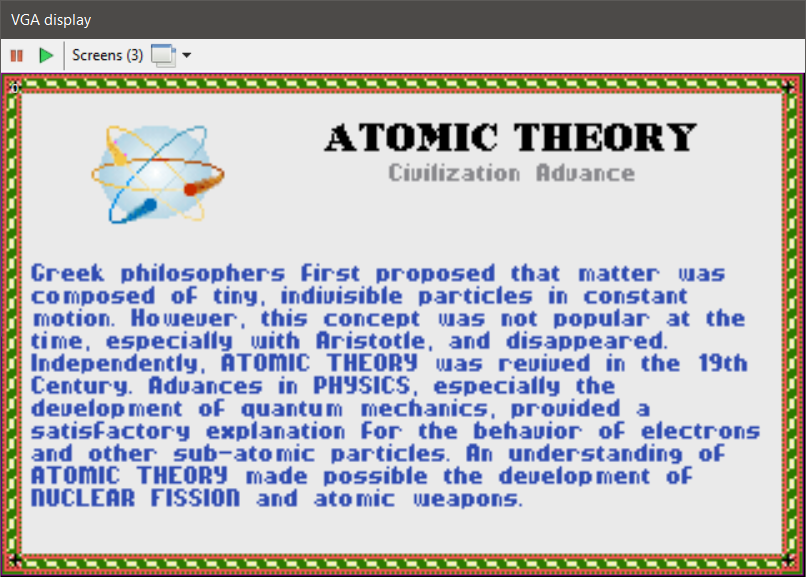 VGA display
Screens (3)
ATOMIC THEORY
Civilization Advance
Greek philosophers first proposed that matter was
composed of tiny, indivisible particles in constant
motion. However, this concept was not popular at the
time, especially with Aristotle, and disappeared.
Independently, ATOMIC THEORY was revived in the 19th
Century. Advances in PHYSICS, especially the
development of quantum mechanics, provided a
satisfactory explanation for the behavior of electrons
and other sub-atomic particles. An understanding of
ATOMIC THEORY made possible the development of
NUCLEAR FISSION and atomic weapons.